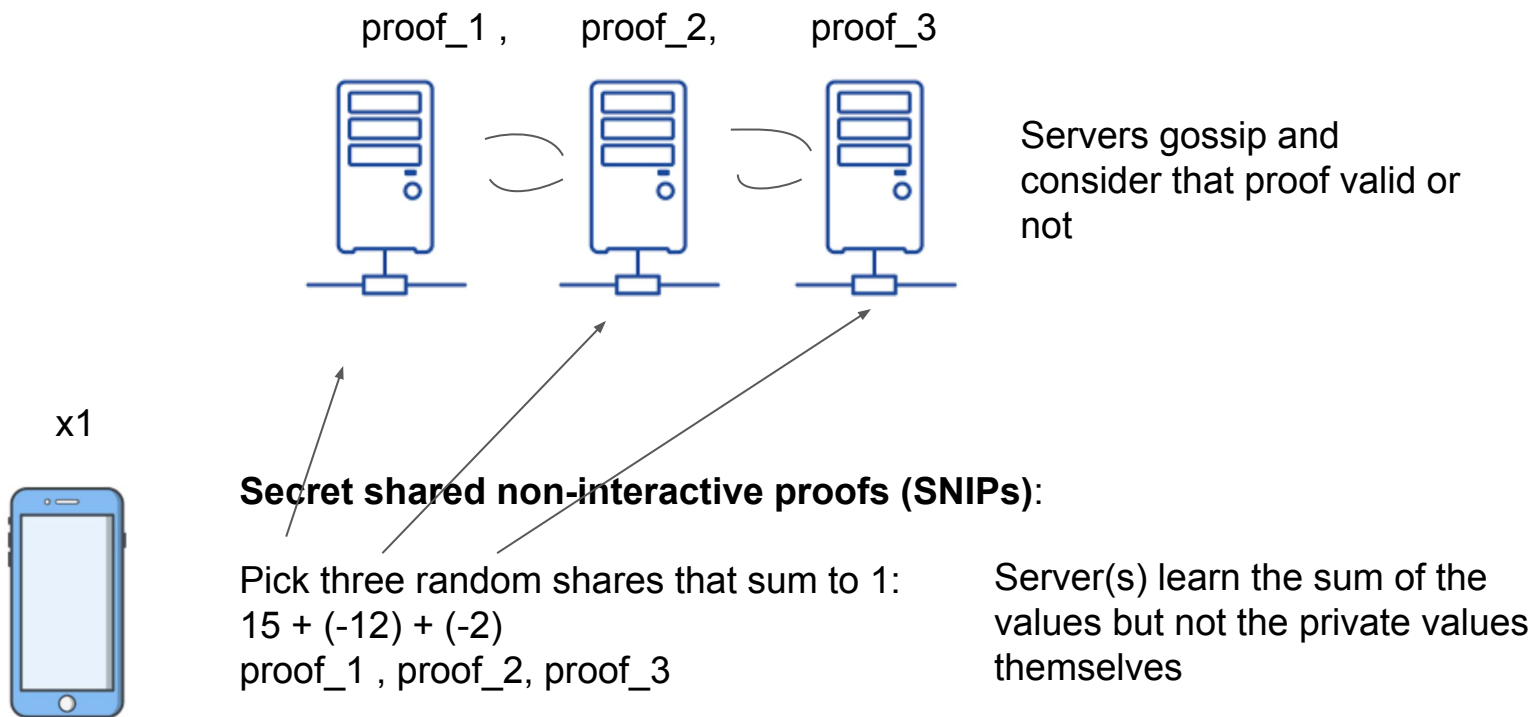 proof_1 , proof_2, proof_3
Servers gossip and
consider that proof valid or
not
x1
Secret shared non-interactive proofs (SNIPs):
Pick three random shares that sum to 1:
15 + (-12) + (-2)
proof_1 , proof_2, proof_3
Server(s) learn the sum of the
values but not the private values
themselves